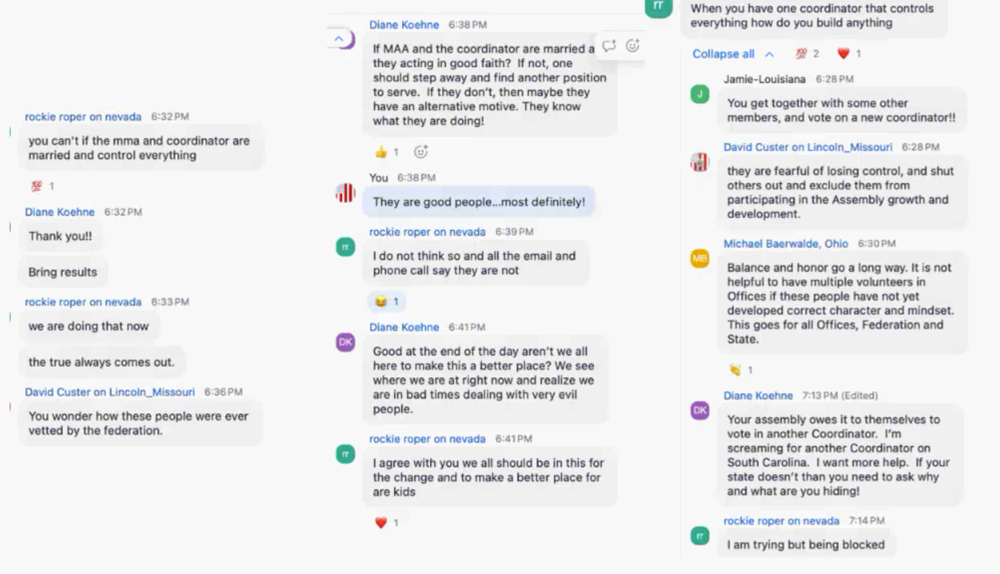 rockie roper on nevada 6:32 PM
you can't if the mma and coordinator are
married and control everything
💯 1
Diane Koehne 6:32 PM
Thank you!!
Bring results
rockie roper on nevada 6:33 PM
we are doing that now
the true always comes out.
David Custer on Lincoln_Missouri 6:36 PM
You wonder how these people were ever
vetted by the federation.
Diane Koehne 6:38 PM
If MAA and the coordinator are married a
they acting in good faith? If not, one
should step away and find another position
to serve. If they don't, then maybe they
have an alternative motive. They know
what they are doing!
👍 1
You 6:38 PM
They are good people...most definitely!
rockie roper on nevada 6:39 PM
rr
I do not think so and all the email and
phone call say they are not
😂 1
Diane Koehne 6:41 PM
DK
Good at the end of the day aren't we all
here to make this a better place? We see
where we are at right now and realize we
are in bad times dealing with very evil
people.
rockie roper on nevada 6:41 PM
rr
I agree with you we all should be in this for
the change and to make a better place for
are kids
❤️ 1
rr
When you have one coordinator that controls
everything how do you build anything
Collapse all 💯 2 ❤️ 1
Jamie-Louisiana 6:28 PM
J
You get together with some other
members, and vote on a new coordinator!!
David Custer on Lincoln_Missouri 6:28 PM
they are fearful of losing control, and shut
others out and exclude them from
participating in the Assembly growth and
development.
Michael Baerwalde, Ohio 6:30 PM
MB
Balance and honor go a long way. It is not
helpful to have multiple volunteers in
Offices if these people have not yet
developed correct character and mindset.
This goes for all Offices, Federation and
State.
👏 1
Diane Koehne 7:13 PM (Edited)
DK
Your assembly owes it to themselves to
vote in another Coordinator. I'm
screaming for another Coordinator on
South Carolina. I want more help. If your
state doesn't than you need to ask why
and what are you hiding!
rockie roper on nevada 7:14 PM
rr
I am trying but being blocked